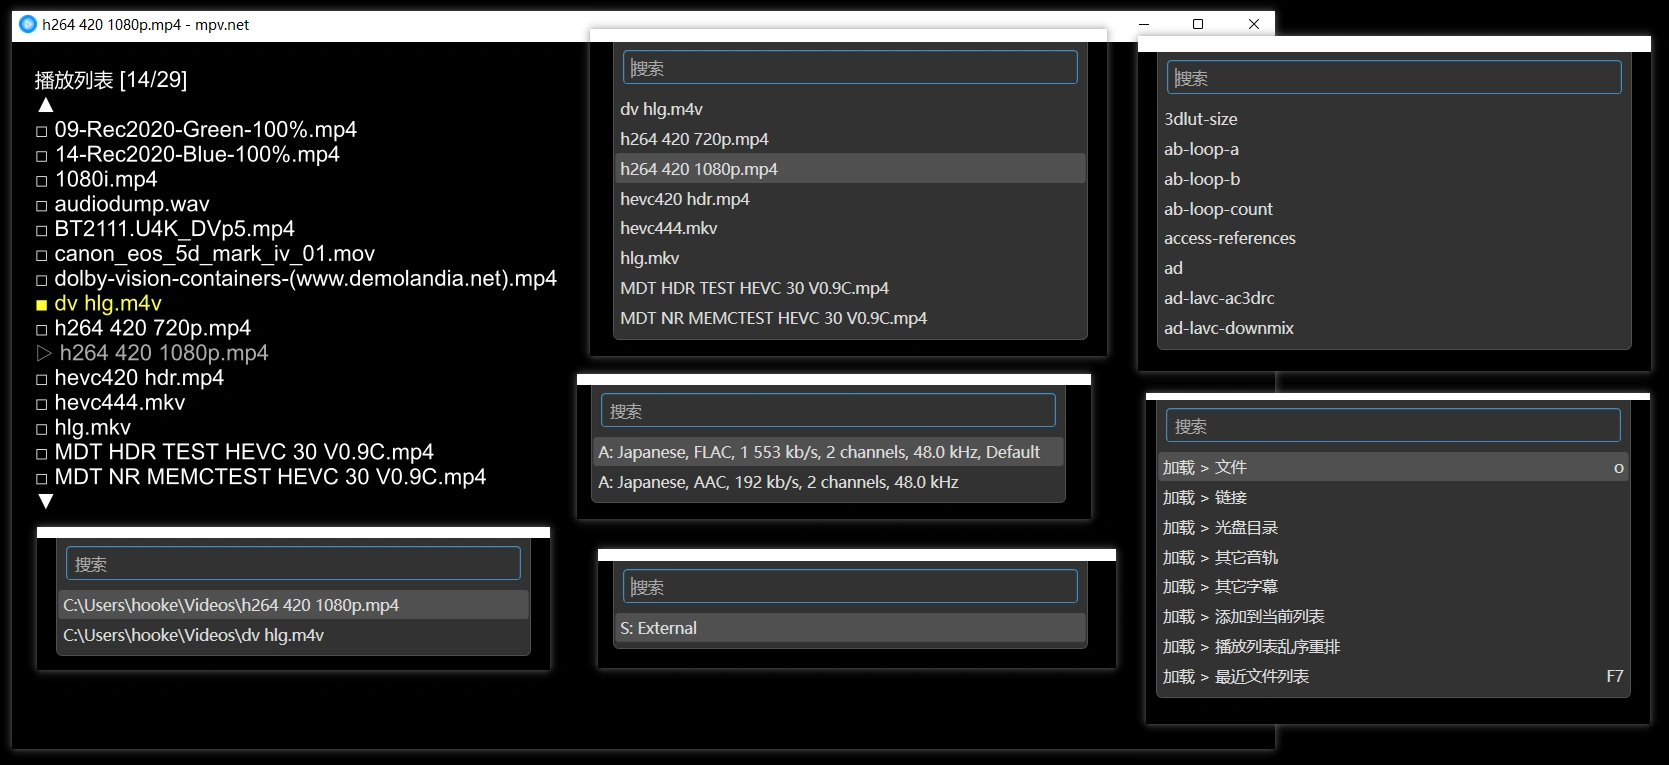 h264 420 1080p.mp4 - mpv.net
播放列表 [14/29]
▲
□ 09-Rec2020-Green-100%.mp4
□ 14-Rec2020-Blue-100%.mp4
□ 1080i.mp4
□ audiodump.wav
□ BT2111.U4K_DVp5.mp4
□ canon_eos_5d_mark_iv_01.mov
□ dolby-vision-containers-(www.demolandia.net).mp4
■ dv hlg.m4v
□ h264 420 720p.mp4
▷ h264 420 1080p.mp4
□ hevc420 hdr.mp4
□ hevc444.mkv
□ hlg.mkv
□ MDT HDR TEST HEVC 30 V0.9C.mp4
□ MDT NR MEMCTEST HEVC 30 V0.9C.mp4
▼
搜索
C:\Users\hooke\Videos\h264 420 1080p.mp4
C:\Users\hooke\Videos\dv hlg.m4v
搜索
dv hlg.m4v
h264 420 720p.mp4
h264 420 1080p.mp4
hevc420 hdr.mp4
hevc444.mkv
hlg.mkv
MDT HDR TEST HEVC 30 V0.9C.mp4
MDT NR MEMCTEST HEVC 30 V0.9C.mp4
搜索
A: Japanese, FLAC, 1 553 kb/s, 2 channels, 48.0 kHz, Default
A: Japanese, AAC, 192 kb/s, 2 channels, 48.0 kHz
搜索
S: External
搜索
3dlut-size
ab-loop-a
ab-loop-b
ab-loop-count
access-references
ad
ad-lavc-ac3drc
ad-lavc-downmix
搜索
加载 > 文件 o
加载 > 链接
加载 > 光盘目录
加载 > 其它音轨
加载 > 其它字幕
加载 > 添加到当前列表
加载 > 播放列表乱序重排
加载 > 最近文件列表 F7